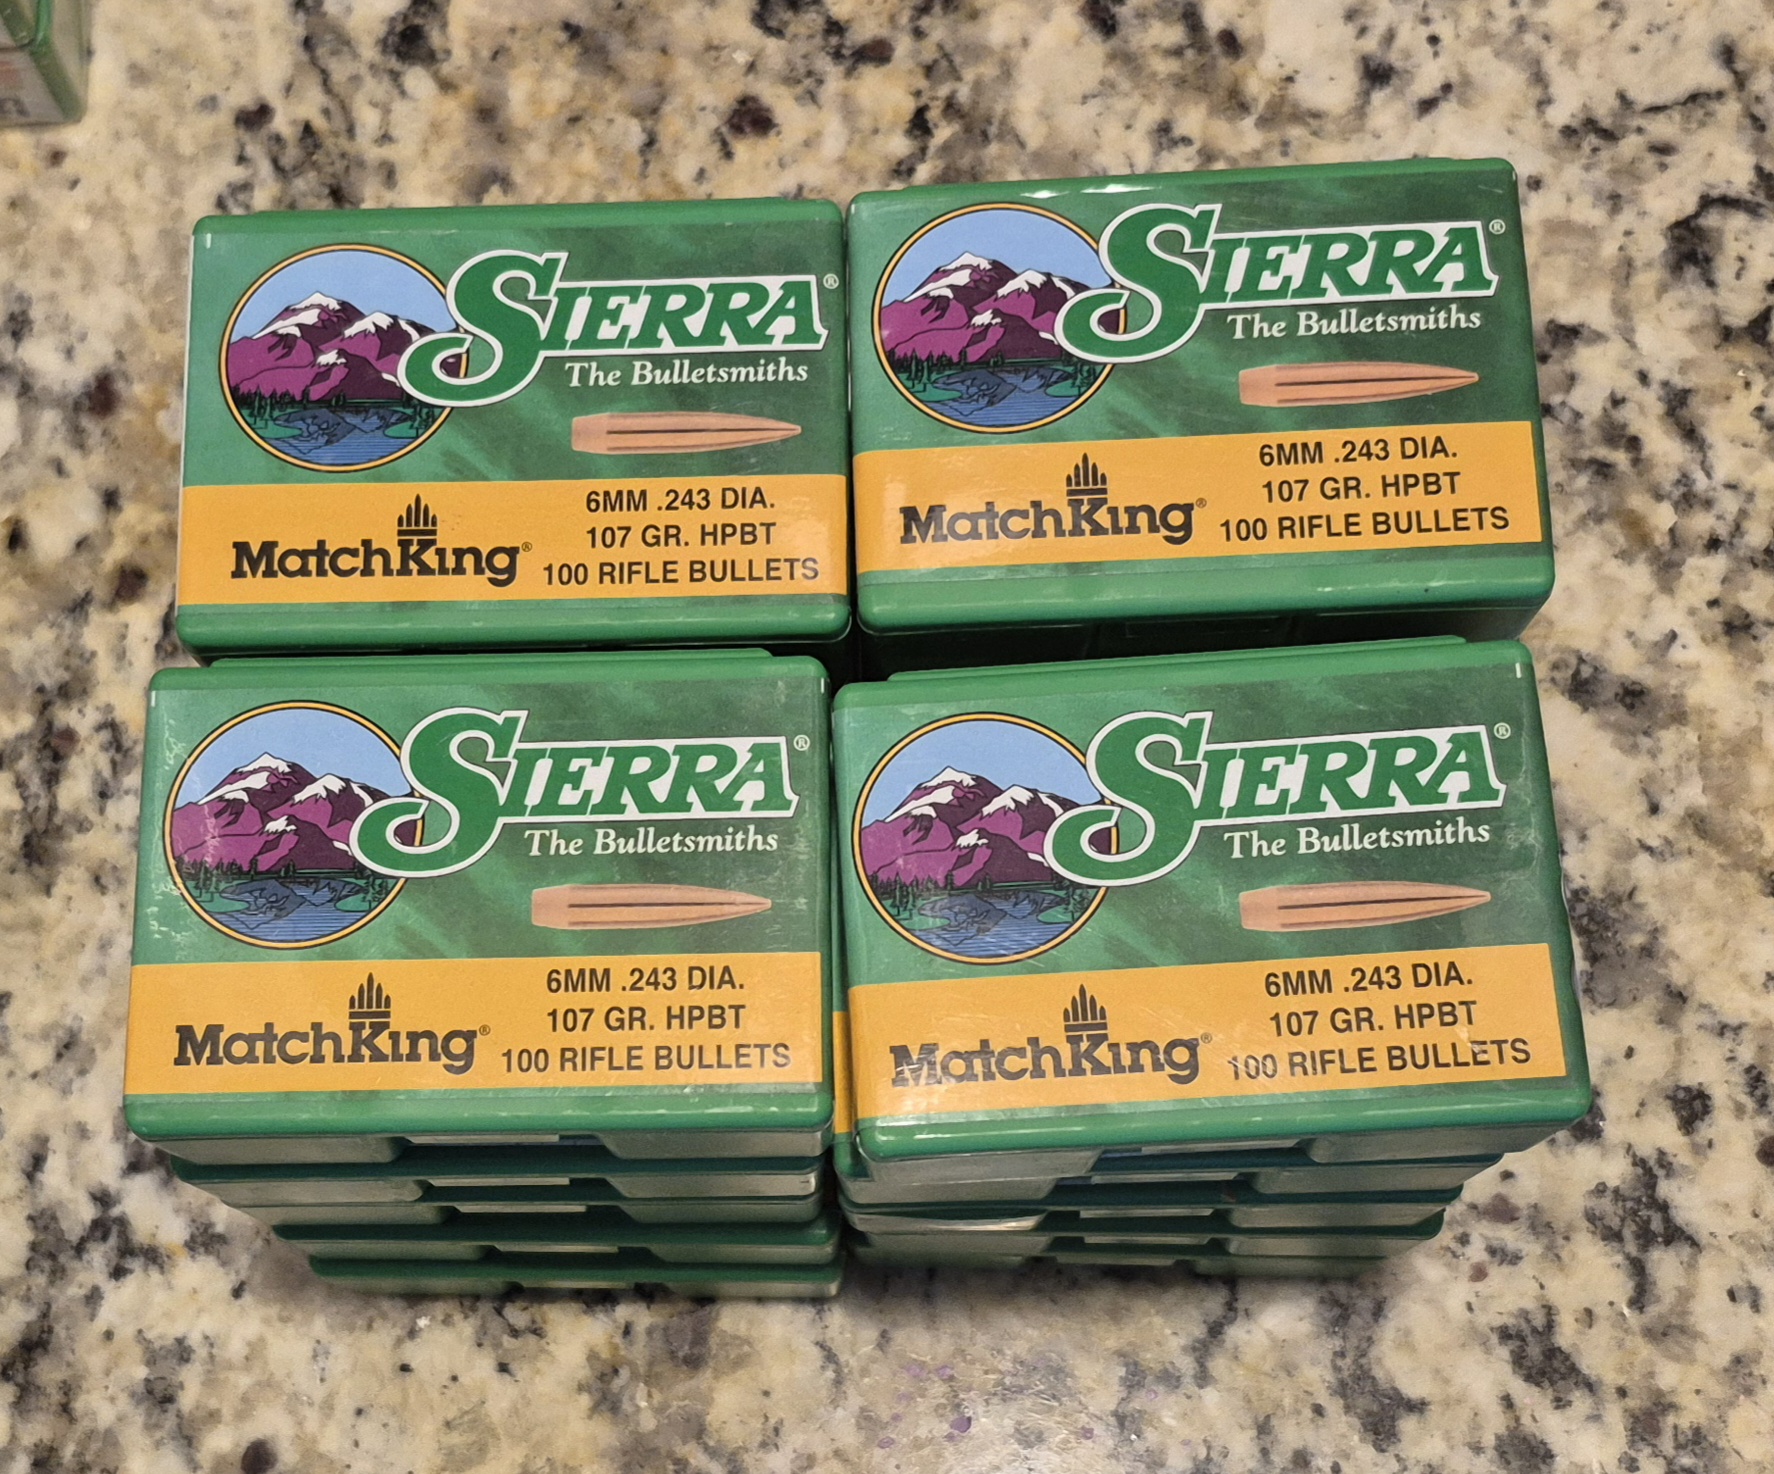 SIERRA®
The Bulletsmiths
MatchKing®
6MM .243 DIA.
107 GR. HPBT
100 RIFLE BULLETS
SIERRA®
The Bulletsmiths
MatchKing®
6MM .243 DIA.
107 GR. HPBT
100 RIFLE BULLETS
SIERRA®
The Bulletsmiths
MatchKing®
6MM .243 DIA.
107 GR. HPBT
100 RIFLE BULLETS
SIERRA®
The Bulletsmiths
MatchKing®
6MM .243 DIA.
107 GR. HPBT
100 RIFLE BULLETS